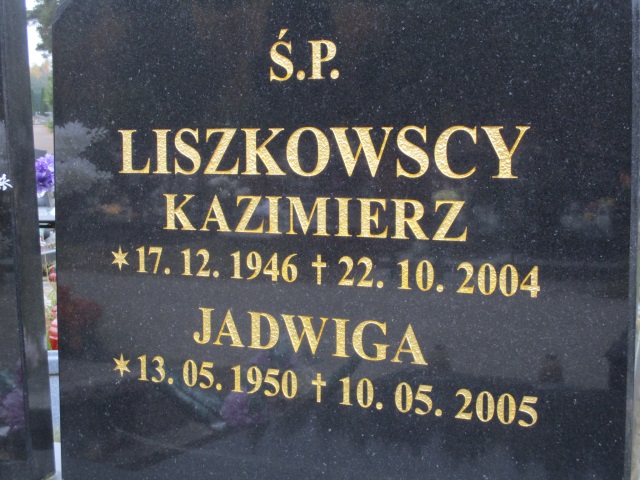 Ś.P.
LISZKOWSCY
KAZIMIERZ
*17. 12. 1946 † 22. 10. 2004
JADWIGA
*13. 05. 1950 † 10. 05. 2005